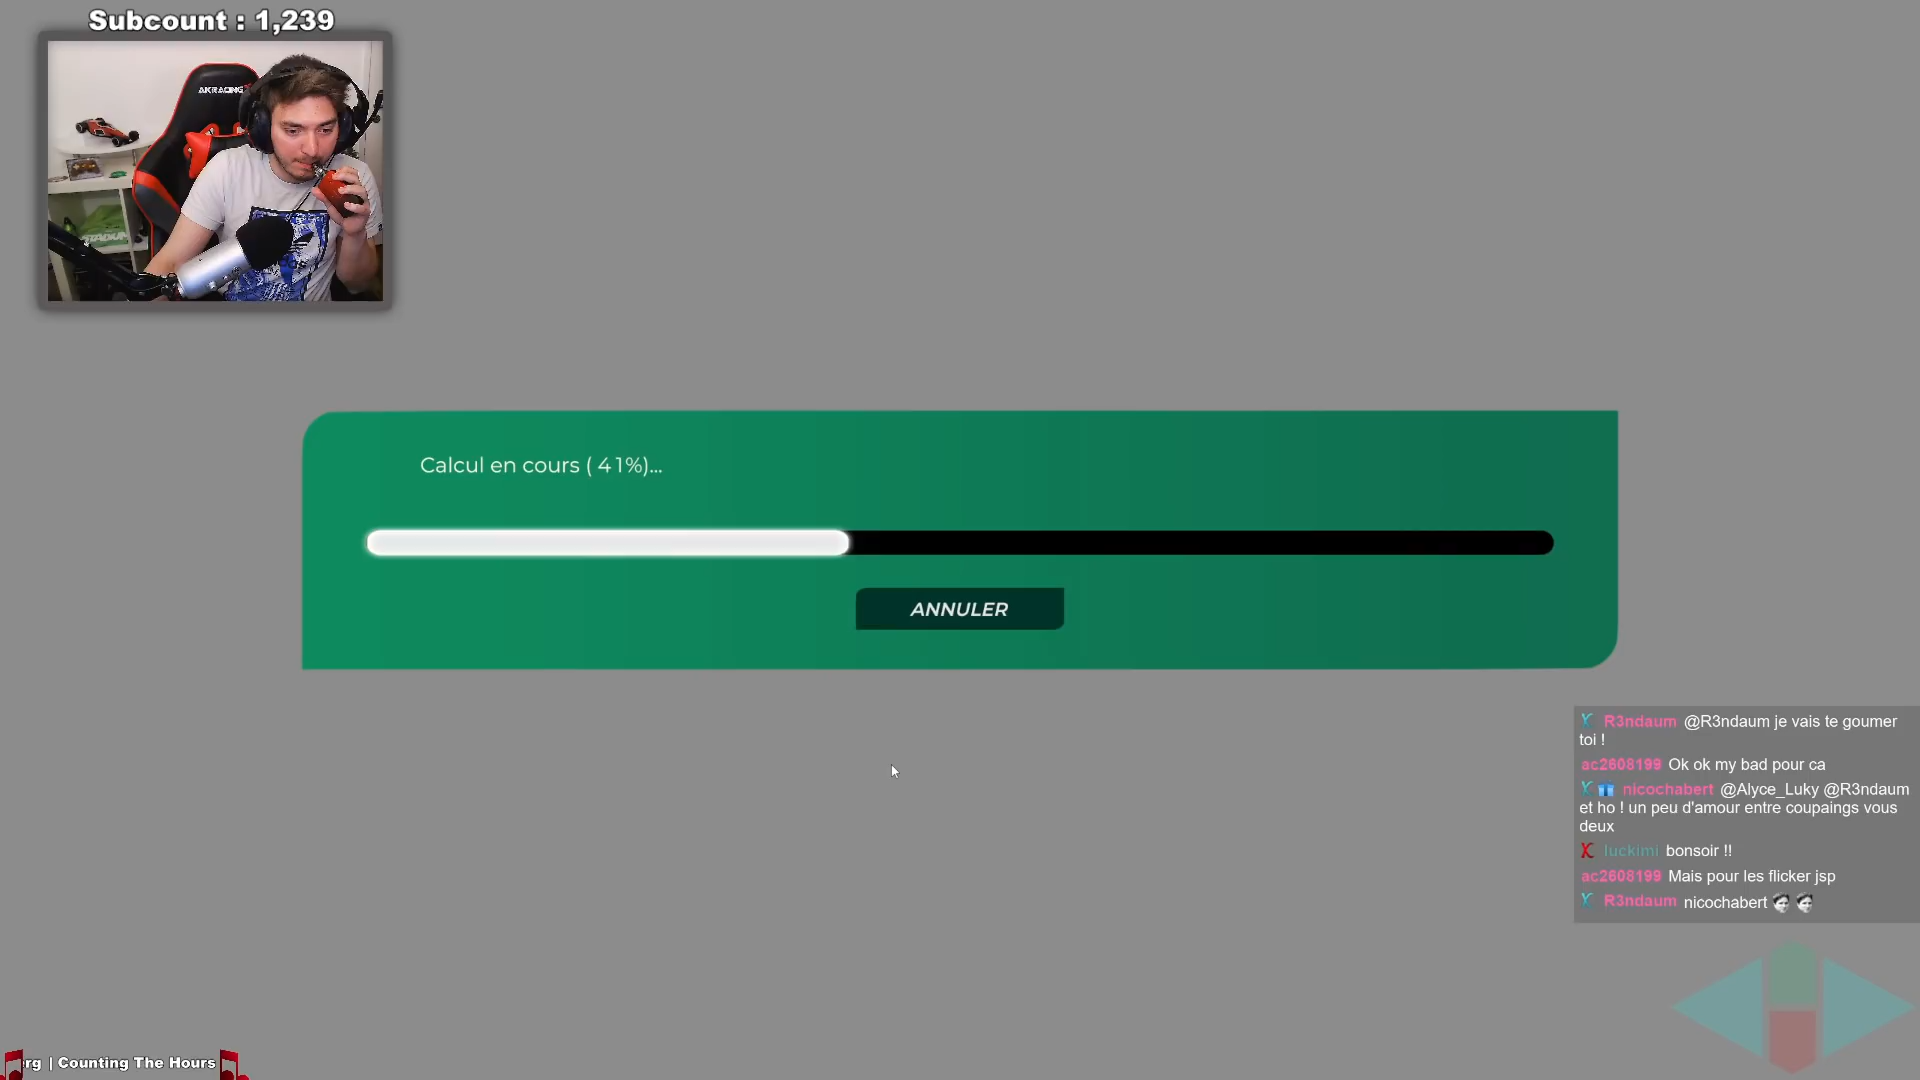 Subcount : 1,239
AKRACING
Calcul en cours ( 41%)...
ANNULER
R3ndaum @R3ndaum je vais te goumer
toi !
ac2608199 Ok ok my bad pour ca
nicochabert @Alyce_Luky @R3ndaum
et ho ! un peu d'amour entre coupaings vous
deux
luckimi bonsoir !!
ac2608199 Mais pour les flicker jsp
R3ndaum nicochabert
rg | Counting The Hours